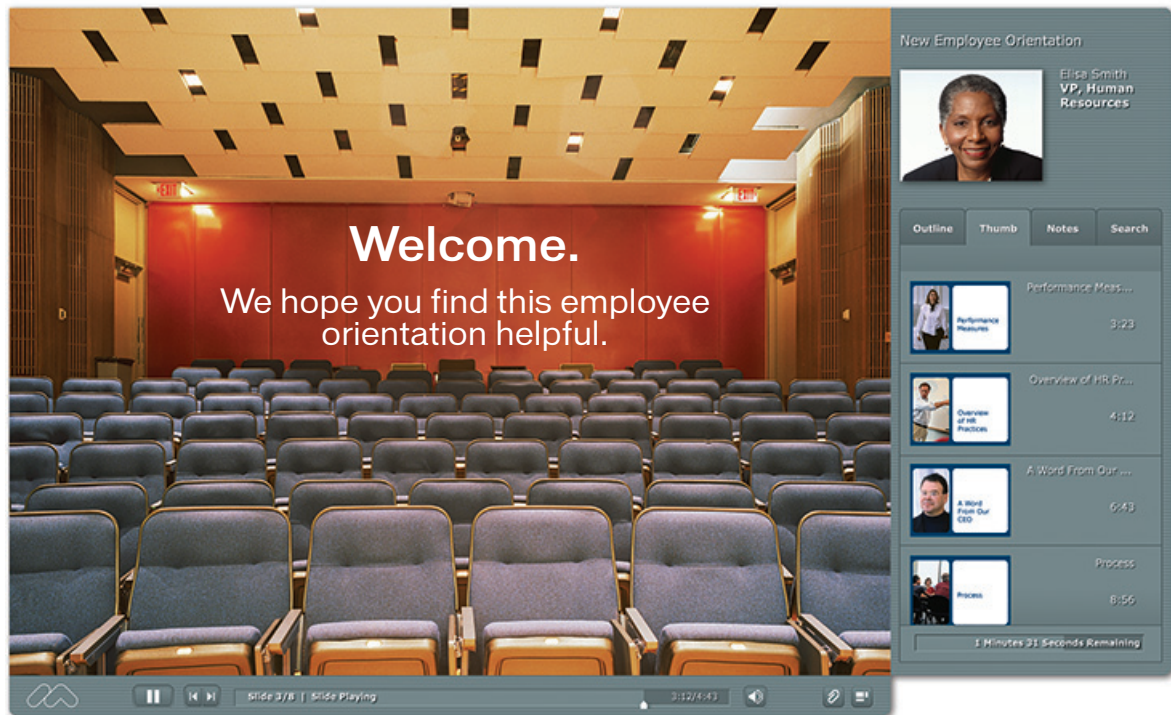 New Employee Orientation
Elisa Smith
VP, Human
Resources
EXIT
EXIT
Welcome.
We hope you find this employee
orientation helpful.
Outline
Thumb
Notes
Search
Performance
Measures
Performance Meas...
3:23
Overview
of HR
Practices
Overview of HR Pr...
4:12
A Word
From Our
CEO
A Word From Our ...
6:43
Process
Process
8:56
1 Minutes 31 Seconds Remaining
Slide 3/8 | Slide Playing
3:12/4:43